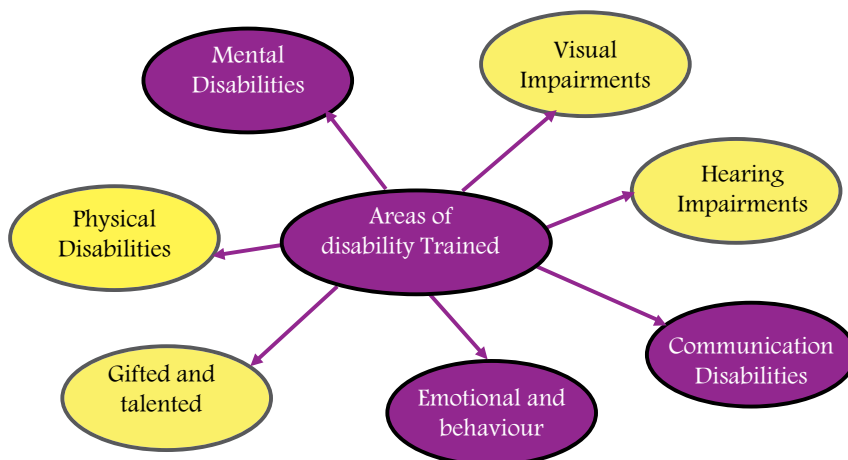 Mental
Disabilities
Visual
Impairments
Hearing
Impairments
Areas of
disability Trained
Physical
Disabilities
Communication
Disabilities
Gifted and
talented
Emotional and
behaviour